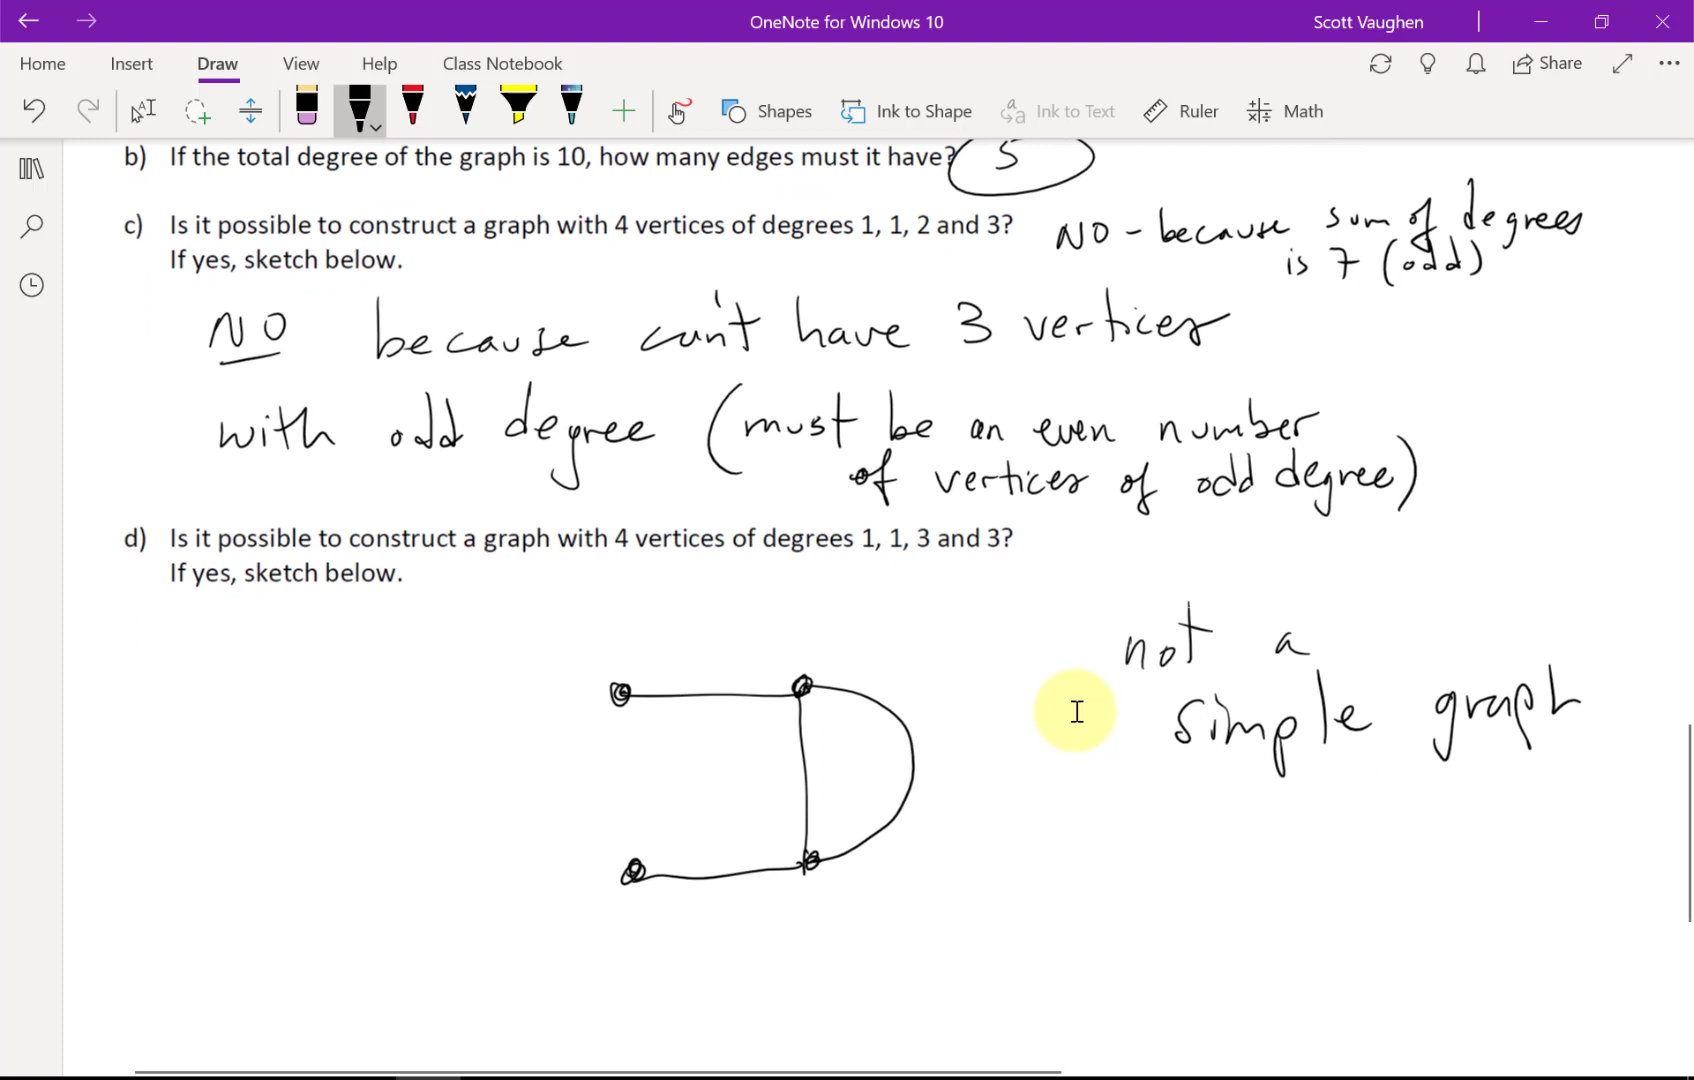 OneNote for Windows 10
Scott Vaughen
Home Insert Draw View Help Class Notebook
Share
Shapes Ink to Shape Ink to Text Ruler Math
b) If the total degree of the graph is 10, how many edges must it have? 5
c) Is it possible to construct a graph with 4 vertices of degrees 1, 1, 2 and 3?
If yes, sketch below.
NO - because sum of degrees
is 7 (odd)
NO because can't have 3 vertices
with odd degree (must be an even number
of vertices of odd degree)
d) Is it possible to construct a graph with 4 vertices of degrees 1, 1, 3 and 3?
If yes, sketch below.
not a
simple graph